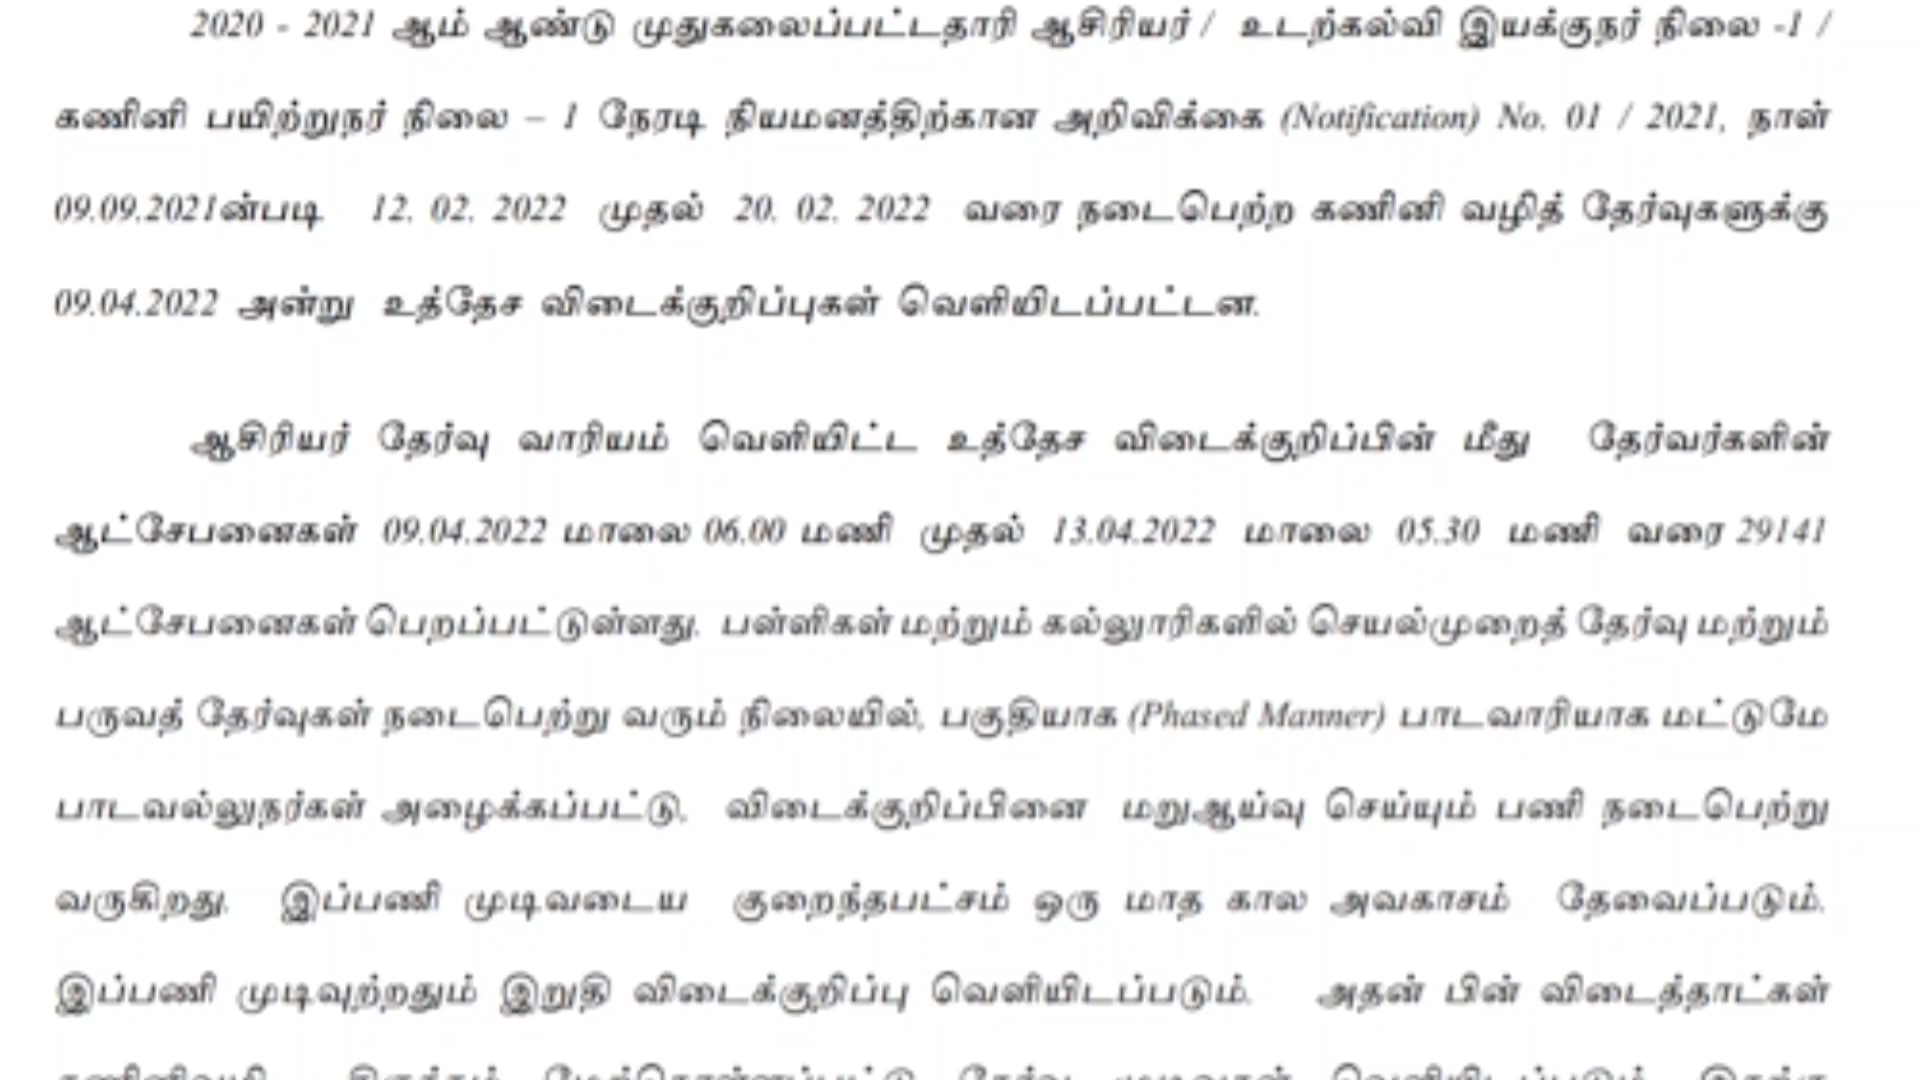 2020 - 2021 ஆம் ஆண்டு முதுகலைப்பட்டதாரி ஆசிரியர் / உடற்கல்வி இயக்குநர் நிலை -1 /
கணினி பயிற்றுநர் நிலை – 1 நேரடி நியமனத்திற்கான அறிவிக்கை (Notification) No. 01 / 2021, நாள்
09.09.2021ன்படி 12. 02. 2022 முதல் 20. 02. 2022 வரை நடைபெற்ற கணினி வழித் தேர்வுகளுக்கு
09.04.2022 அன்று உத்தேச விடைக்குறிப்புகள் வெளியிடப்பட்டன.
ஆசிரியர் தேர்வு வாரியம் வெளியிட்ட உத்தேச விடைக்குறிப்பின் மீது தேர்வர்களின்
ஆட்சேபனைகள் 09.04.2022 மாலை 06.00 மணி முதல் 13.04.2022 மாலை 05.30 மணி வரை 29141
ஆட்சேபனைகள் பெறப்பட்டுள்ளது. பள்ளிகள் மற்றும் கல்லூரிகளில் செயல்முறைத் தேர்வு மற்றும்
பருவத் தேர்வுகள் நடைபெற்று வரும் நிலையில், பகுதியாக (Phased Manner) பாடவாரியாக மட்டுமே
பாடவல்லுநர்கள் அழைக்கப்பட்டு, விடைக்குறிப்பினை மறுஆய்வு செய்யும் பணி நடைபெற்று
வருகிறது. இப்பணி முடிவடைய குறைந்தபட்சம் ஒரு மாத கால அவகாசம் தேவைப்படும்.
இப்பணி முடிவுற்றதும் இறுதி விடைக்குறிப்பு வெளியிடப்படும். அதன் பின் விடைத்தாட்கள்